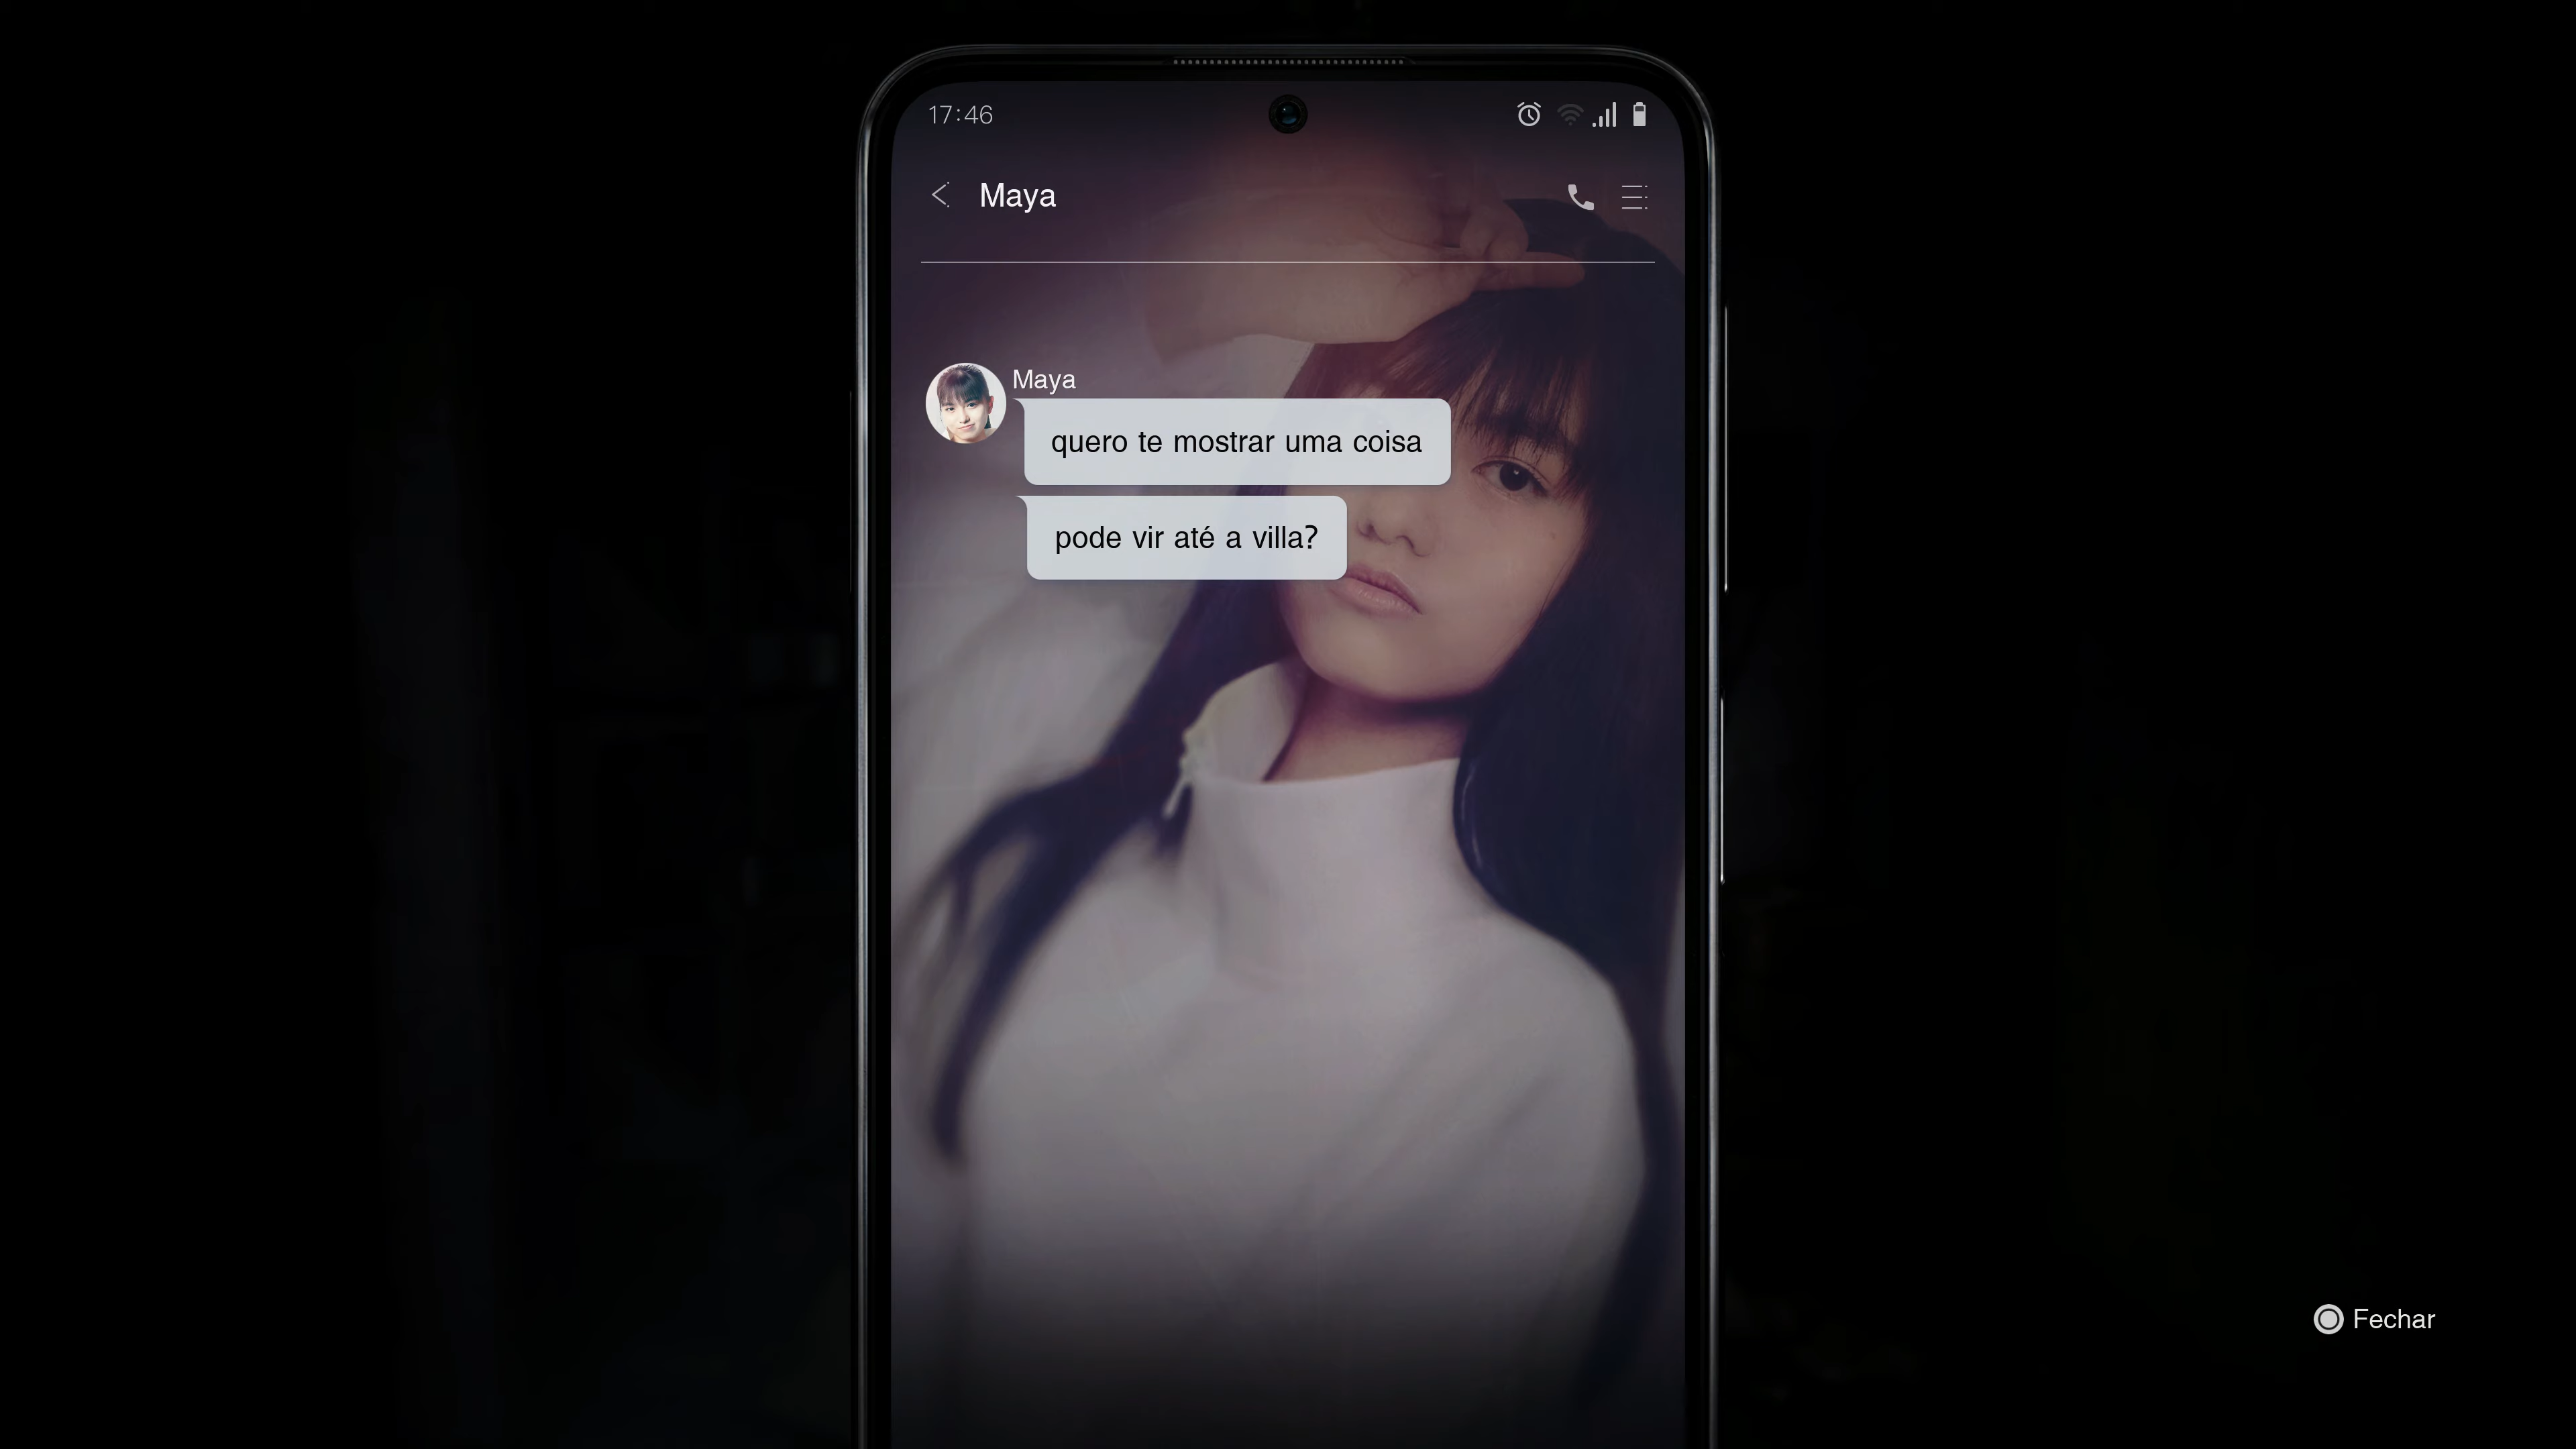 17:46
Maya
Maya
quero te mostrar uma coisa
pode vir até a villa?
Fechar